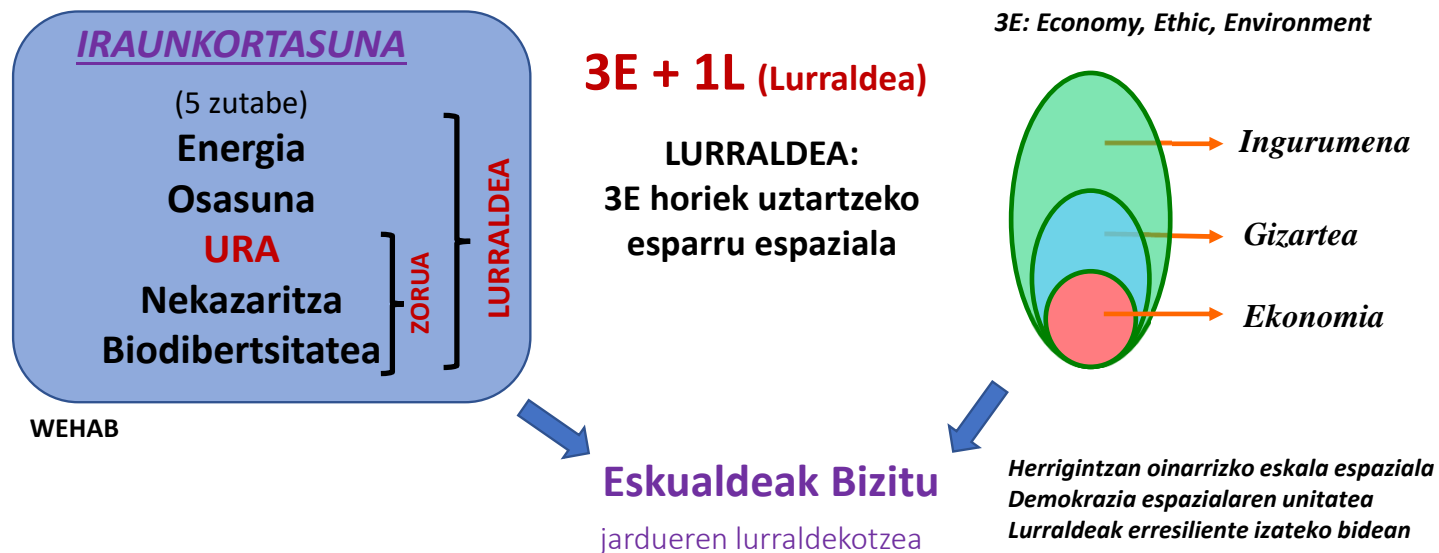 IRAUNKORTASUNA
(5 zutabe)
Energia
Osasuna
URA
Nekazaritza
Biodibertsitatea
ZORUA
LURRALDEA
WEHAB
3E + 1L (Lurraldea)
LURRALDEA:
3E horiek uztartzeko
esparru espaziala
3E: Economy, Ethic, Environment
Ingurumena
Gizartea
Ekonomia
Eskualdeak Bizitu
jardueren lurraldekotzea
Herrigintzan oinarrizko eskala espaziala
Demokrazia espazialaren unitatea
Lurraldeak erresiliente izateko bidean